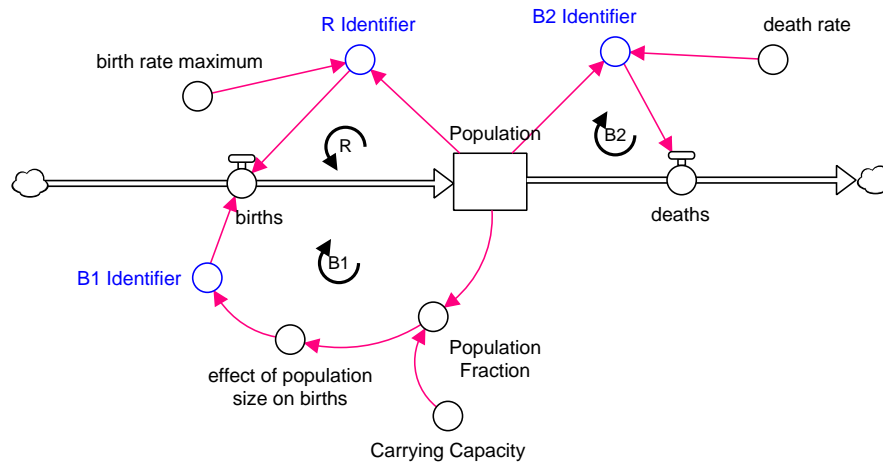 R Identifier
B2 Identifier
death rate
birth rate maximum
Population
R
B2
births
deaths
B1 Identifier
B1
effect of population
size on births
Population
Fraction
Carrying Capacity